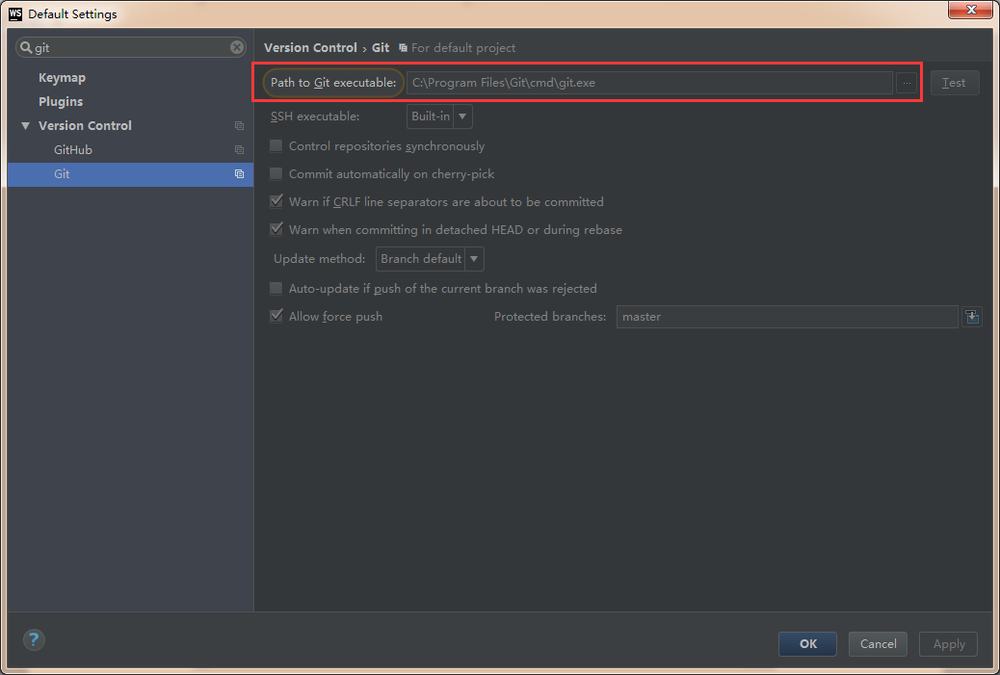 WS Default Settings
git
Keymap
Plugins
Version Control
GitHub
Git
Version Control › Git For default project
Path to Git executable: C:\Program Files\Git\cmd\git.exe ... Test
SSH executable: Built-in
Control repositories synchronously
Commit automatically on cherry-pick
Warn if CRLF line separators are about to be committed
Warn when committing in detached HEAD or during rebase
Update method: Branch default
Auto-update if push of the current branch was rejected
Allow force push Protected branches: master
? OK Cancel Apply